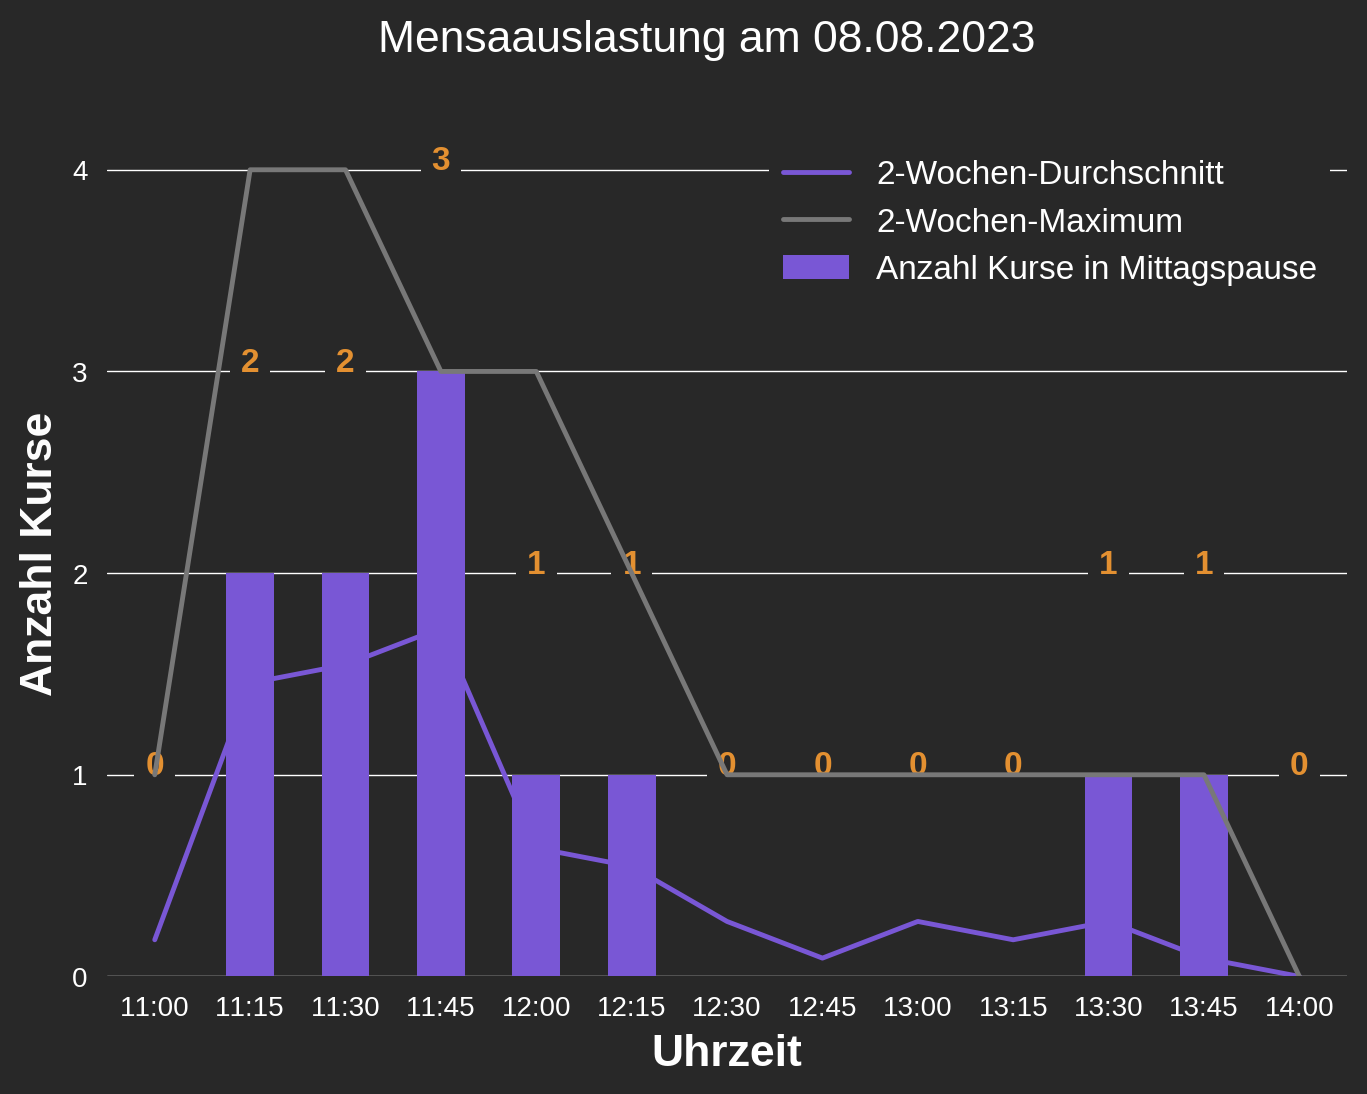 Mensaauslastung am 08.08.2023
2-Wochen-Durchschnitt
2-Wochen-Maximum
Anzahl Kurse in Mittagspause
Anzahl Kurse
4
3
2
1
0
0
2
2
3
1
1
0
0
0
0
1
1
0
11:00 11:15 11:30 11:45 12:00 12:15 12:30 12:45 13:00 13:15 13:30 13:45 14:00
Uhrzeit